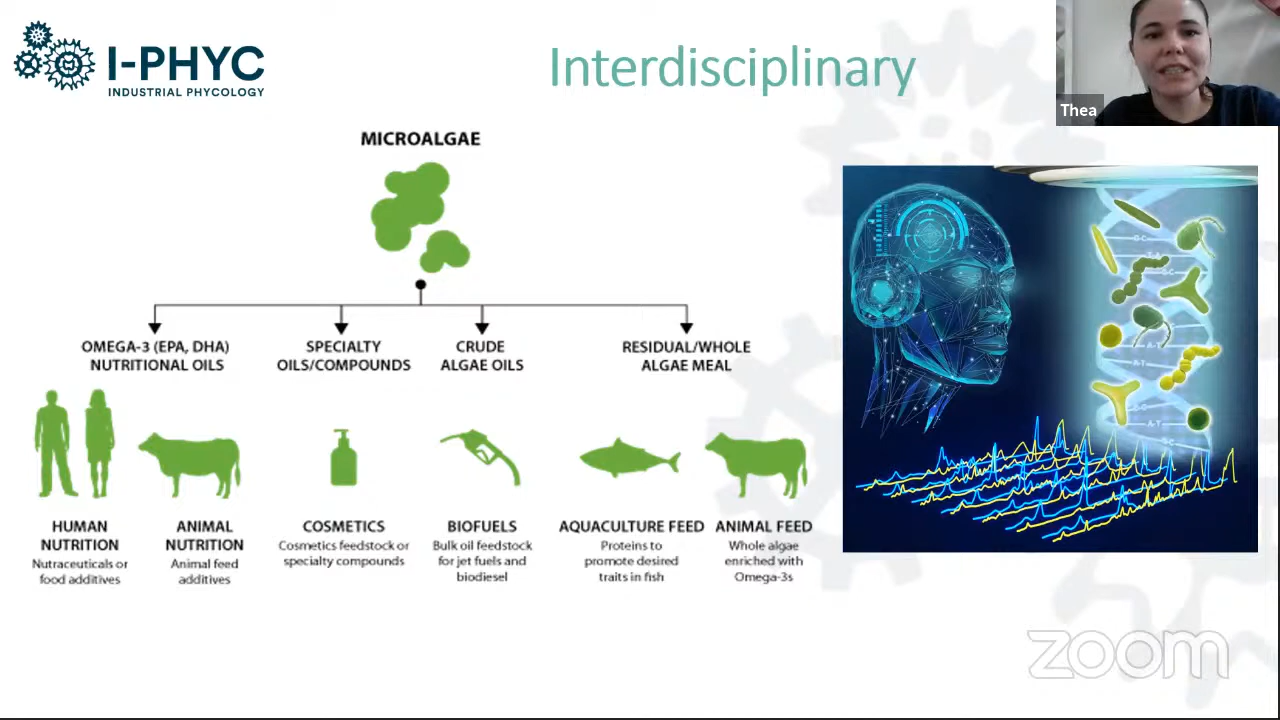 I-PHYC
INDUSTRIAL PHYCOLOGY
Interdisciplinary
Thea
MICROALGAE
OMEGA-3 (EPA, DHA)
NUTRITIONAL OILS
SPECIALTY
OILS/COMPOUNDS
CRUDE
ALGAE OILS
RESIDUAL/WHOLE
ALGAE MEAL
HUMAN
NUTRITION
Nutraceuticals or
food additives
ANIMAL
NUTRITION
Animal feed
additives
COSMETICS
Cosmetics feedstock or
specialty compounds
BIOFUELS
Bulk oil feedstock
for jet fuels and
biodiesel
AQUACULTURE FEED
Proteins to
promote desired
traits in fish
ANIMAL FEED
Whole algae
enriched with
Omega-3s
zoom